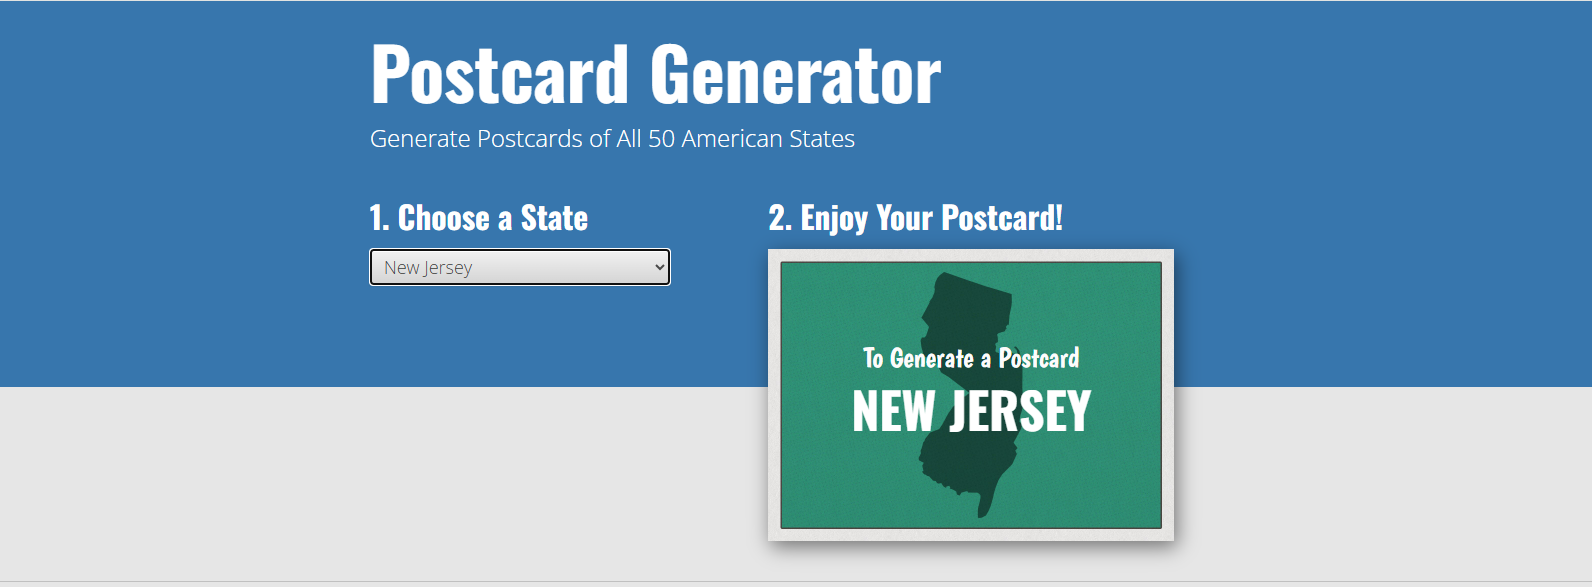 Postcard Generator
Generate Postcards of All 50 American States
1. Choose a State
New Jersey
2. Enjoy Your Postcard!
To Generate a Postcard
NEW JERSEY